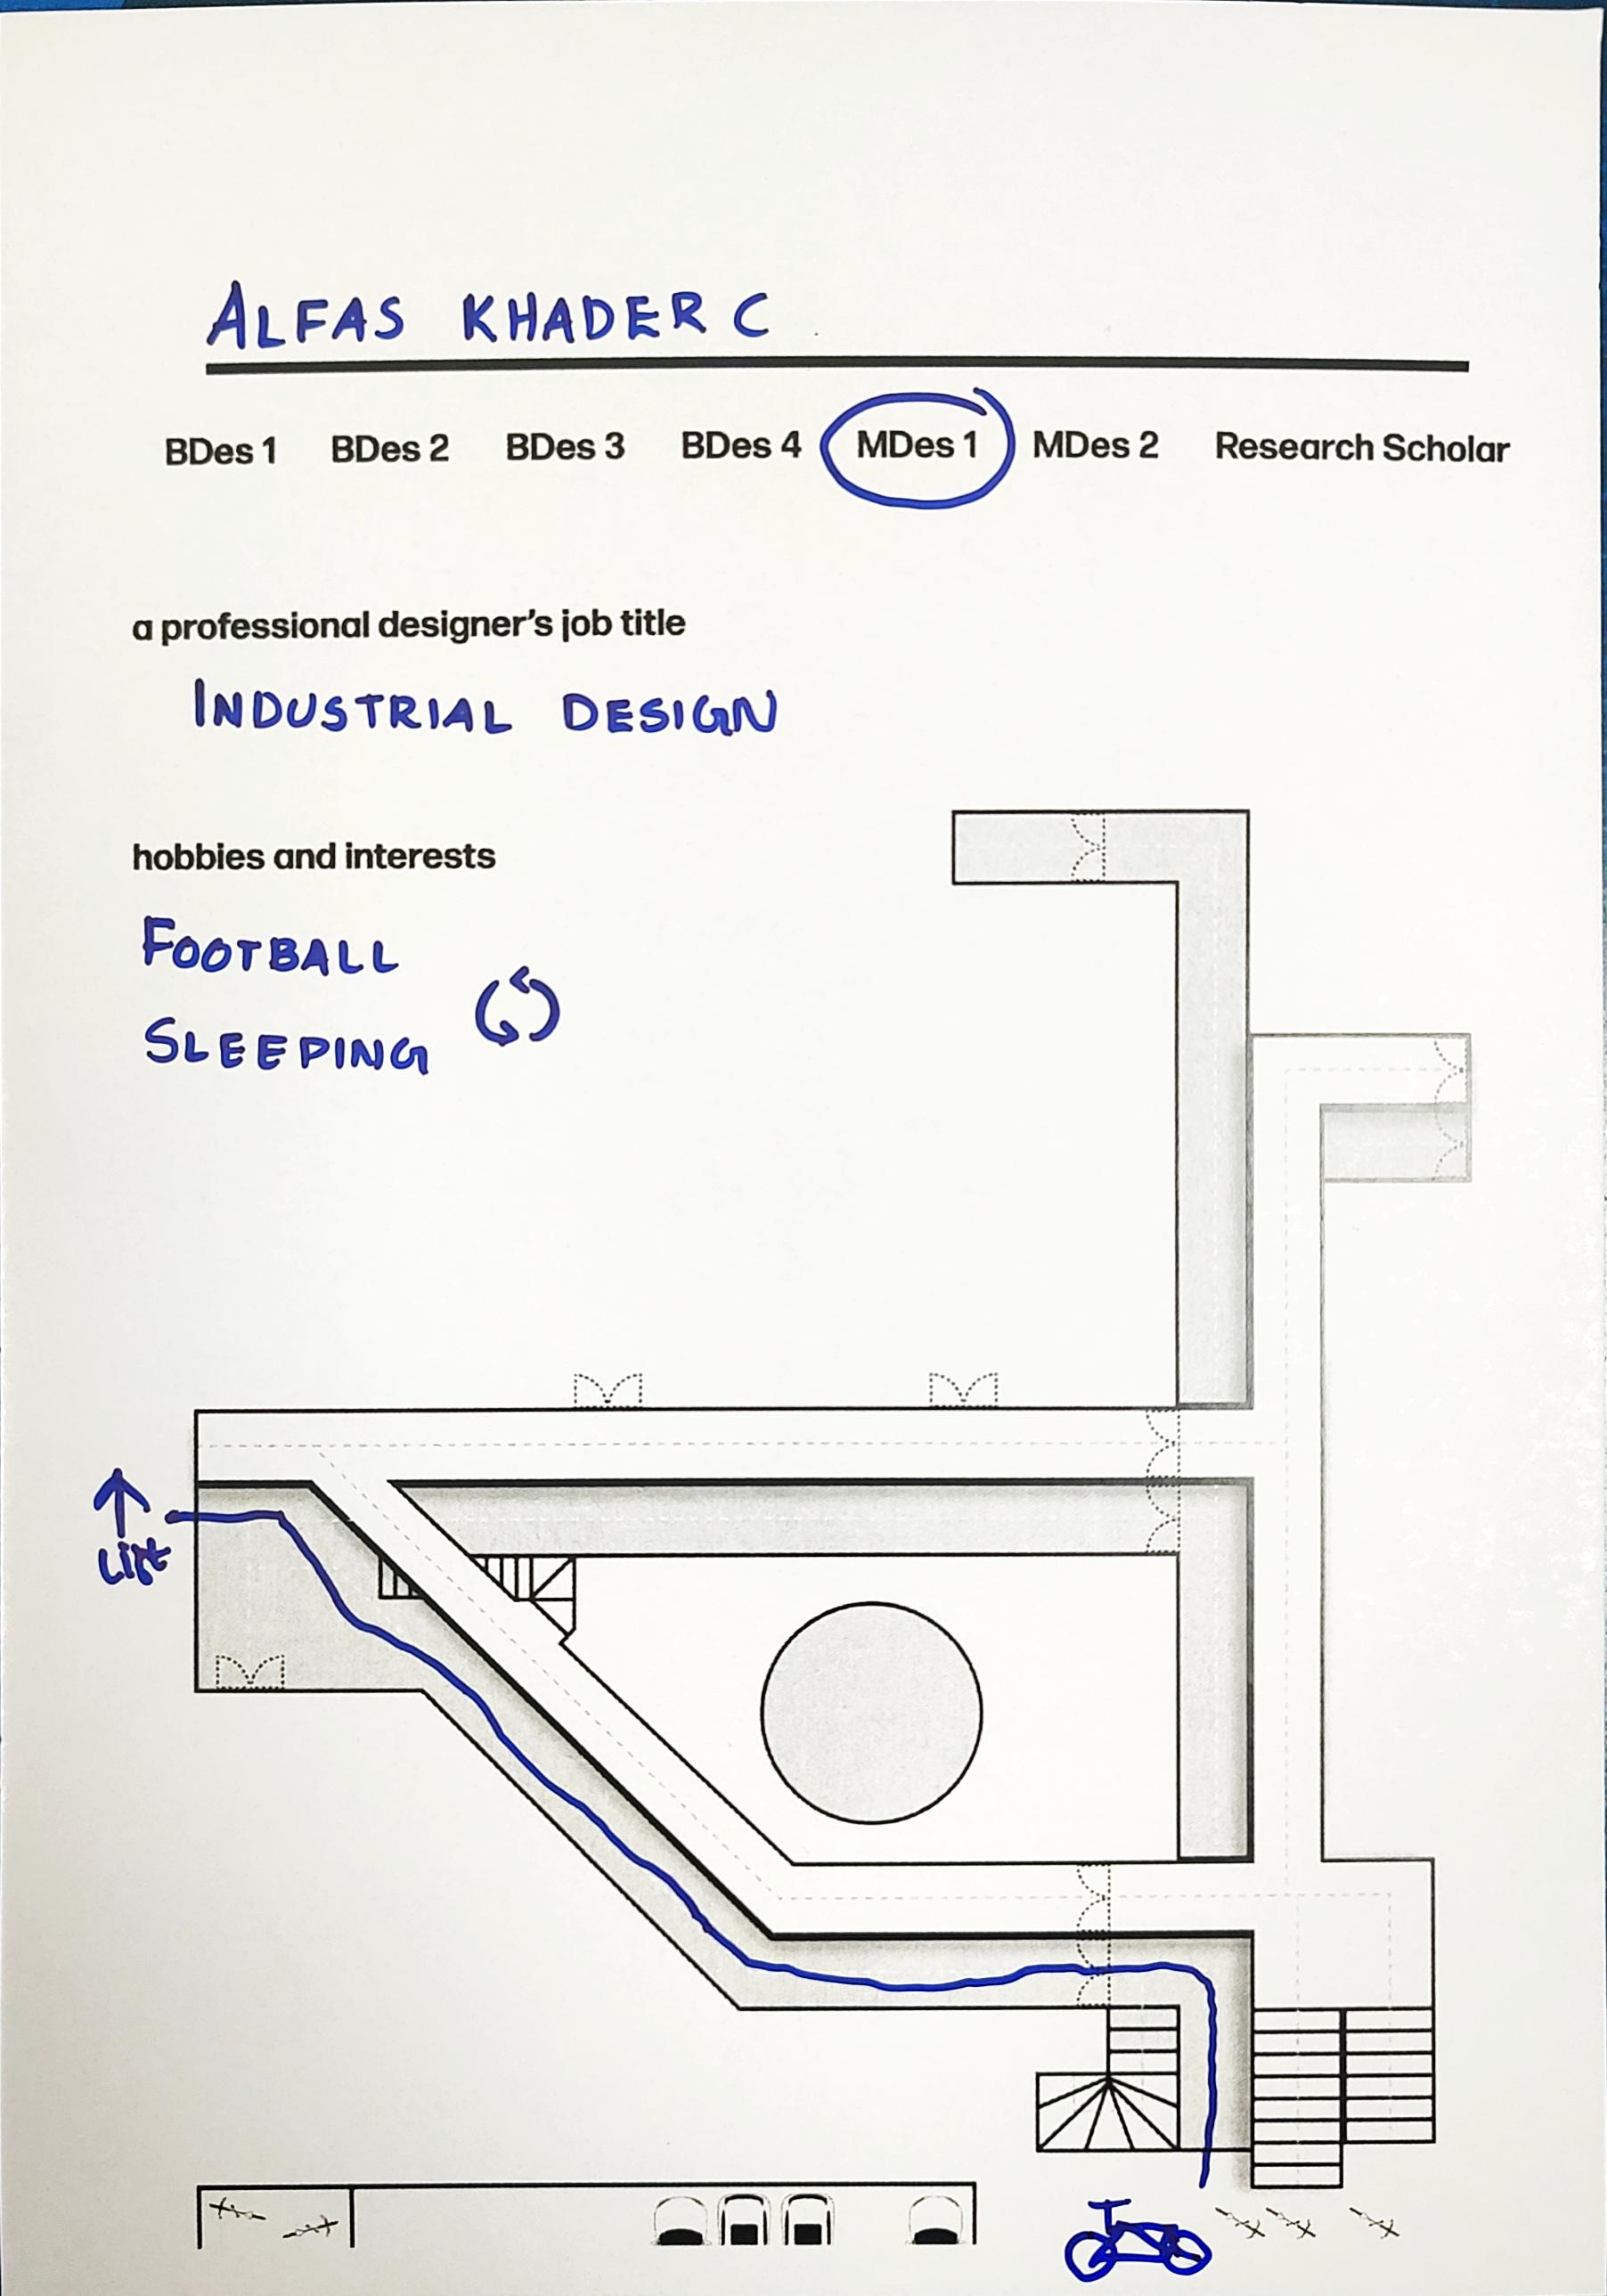 ALFAS KHADER C
BDes 1 BDes 2 BDes 3 BDes 4 MDes 1 MDes 2 Research Scholar
a professional designer's job title
INDUSTRIAL DESIGN
hobbies and interests
FOOTBALL
SLEEPING
Lift